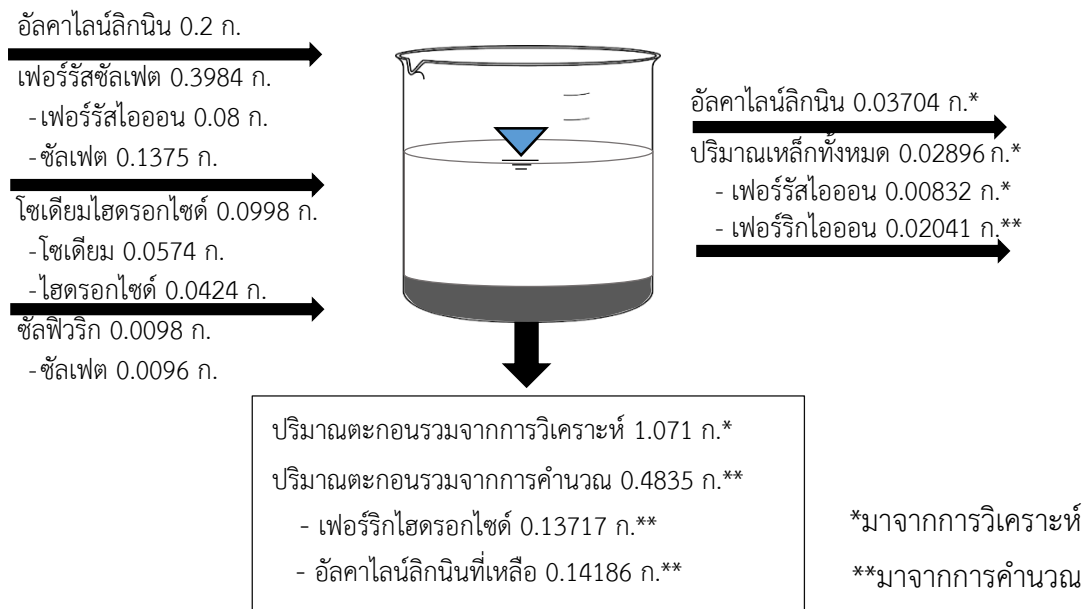 อัลคาไลน์ลิกนิน 0.2 ก.
เฟอร์รัสซัลเฟต 0.3984 ก.
-เฟอร์รัสไอออน 0.08 ก.
-ซัลเฟต 0.1375 ก.
โซเดียมไฮดรอกไซด์ 0.0998 ก.
-โซเดียม 0.0574 ก.
-ไฮดรอกไซด์ 0.0424 ก.
ซัลฟิวริก 0.0098 ก.
-ซัลเฟต 0.0096 ก.
อัลคาไลน์ลิกนิน 0.03704 ก.*
ปริมาณเหล็กทั้งหมด 0.02896 ก.*
- เฟอร์รัสไอออน 0.00832 ก.*
- เฟอร์ริกไอออน 0.02041 ก.**
ปริมาณตะกอนรวมจากการวิเคราะห์ 1.071 ก.*
ปริมาณตะกอนรวมจากการคำนวณ 0.4835 ก.**
- เฟอร์ริกไฮดรอกไซด์ 0.13717 ก.**
- อัลคาไลน์ลิกนินที่เหลือ 0.14186 ก.**
*มาจากการวิเคราะห์
**มาจากการคำนวณ